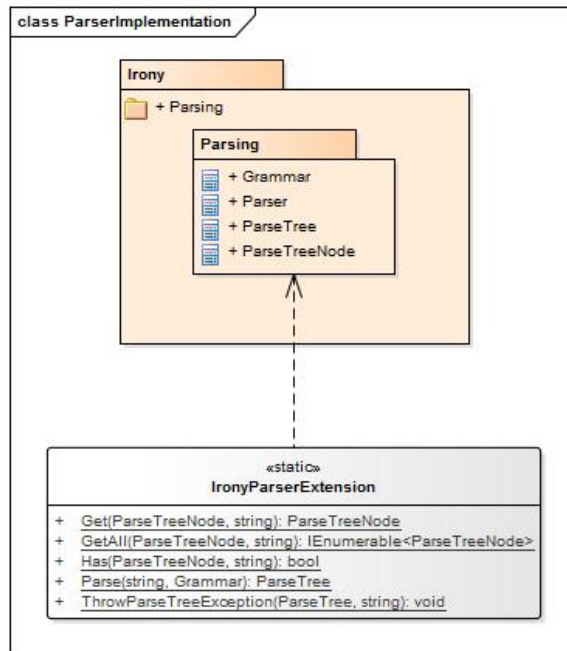 class ParserImplementation
Irony
+ Parsing
Parsing
+ Grammar
+ Parser
+ ParseTree
+ ParseTreeNode
«static»
IronyParserExtension
+ Get(ParseTreeNode, string): ParseTreeNode
+ GetAll(ParseTreeNode, string): IEnumerable<ParseTreeNode>
+ Has(ParseTreeNode, string): bool
+ Parse(string, Grammar): ParseTree
+ ThrowParseTreeException(ParseTree, string): void